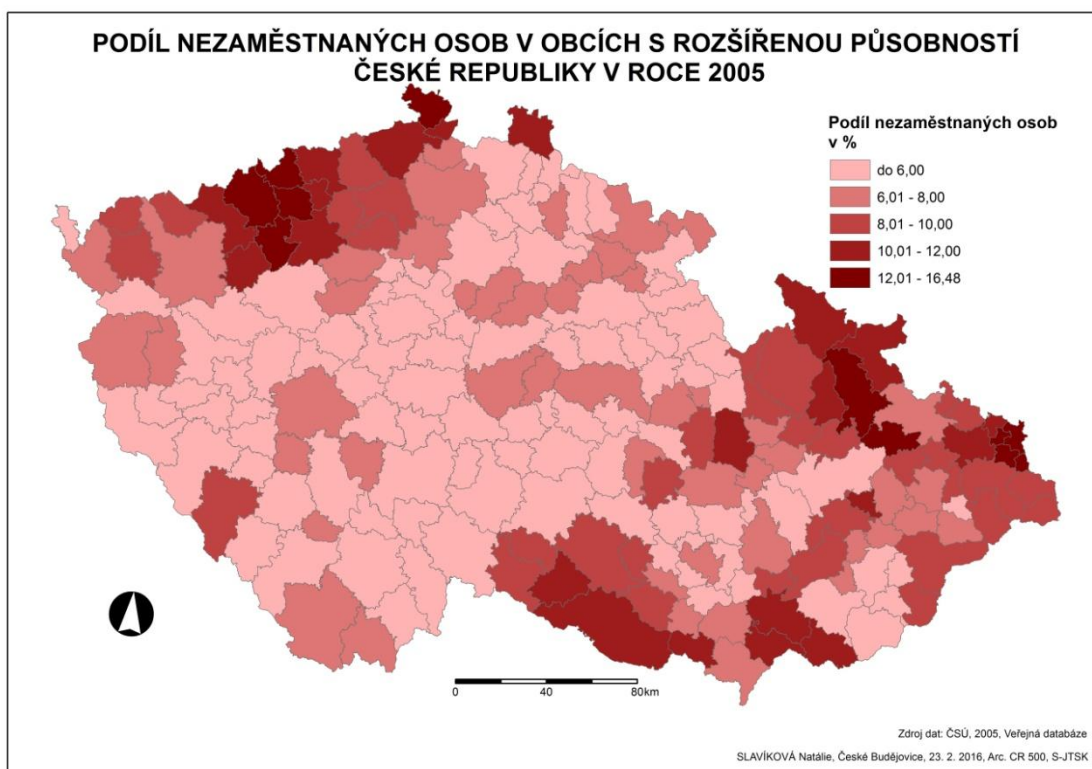 PODÍL NEZAMĚSTNANÝCH OSOB V OBCÍCH S ROZŠÍŘENOU PŮSOBNOSTÍ
ČESKÉ REPUBLIKY V ROCE 2005
Podíl nezaměstnaných osob
v %
do 6,00
6,01 - 8,00
8,01 - 10,00
10,01 - 12,00
12,01 - 16,48
0 40 80km
Zdroj dat: ČSÚ, 2005, Veřejná databáze
SLAVÍKOVÁ Natálie, České Budějovice, 23. 2. 2016, Arc. CR 500, S-JTSK